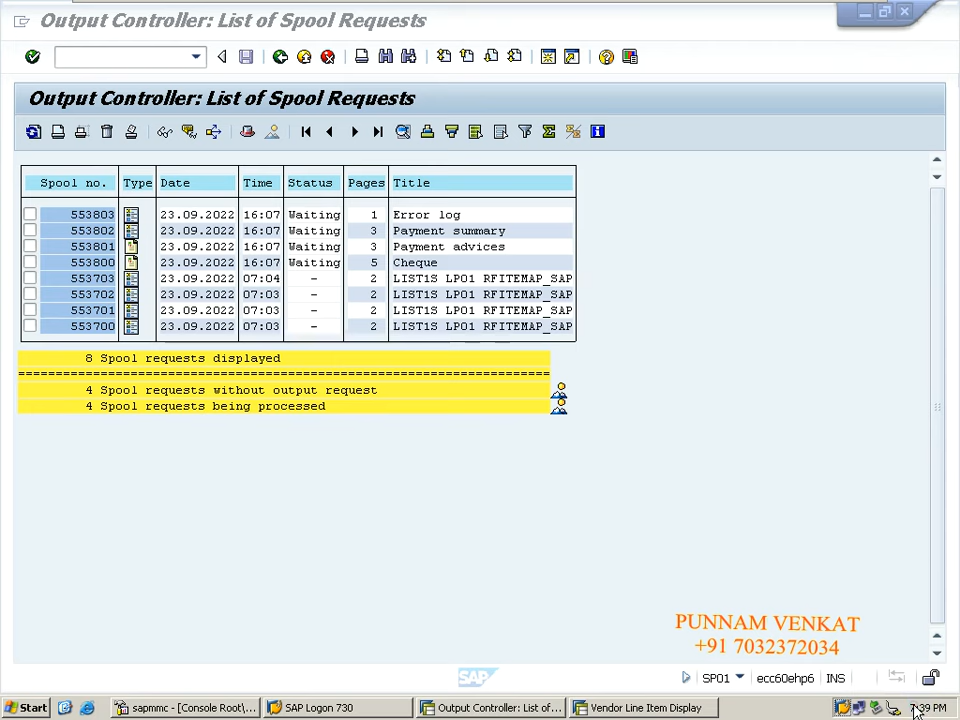 Output Controller: List of Spool Requests
Output Controller: List of Spool Requests
Spool no. Type Date Time Status Pages Title
553803 23.09.2022 16:07 Waiting 1 Error log
553802 23.09.2022 16:07 Waiting 3 Payment summary
553801 23.09.2022 16:07 Waiting 3 Payment advices
553800 23.09.2022 16:07 Waiting 5 Cheque
553703 23.09.2022 07:04 - 2 LIST1S LP01 RFITEMAP_SAP
553702 23.09.2022 07:03 - 2 LIST1S LP01 RFITEMAP_SAP
553701 23.09.2022 07:03 - 2 LIST1S LP01 RFITEMAP_SAP
553700 23.09.2022 07:03 - 2 LIST1S LP01 RFITEMAP_SAP
8 Spool requests displayed
4 Spool requests without output request
4 Spool requests being processed
PUNNAM VENKAT
+91 7032372034
SAP SP01 ecc60ehp6 INS
Start sapmmc - [Console Root\... SAP Logon 730 Output Controller: List of... Vendor Line Item Display 7:39 PM